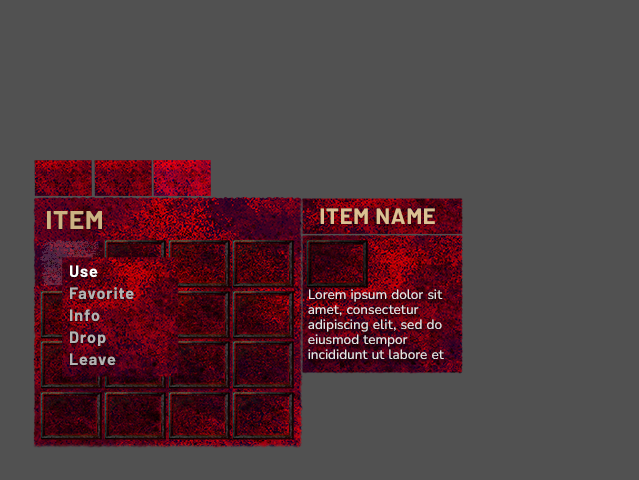 ITEM
Use
Favorite
Info
Drop
Leave
ITEM NAME
Lorem ipsum dolor sit
amet, consectetur
adipiscing elit, sed do
eiusmod tempor
incididunt ut labore et